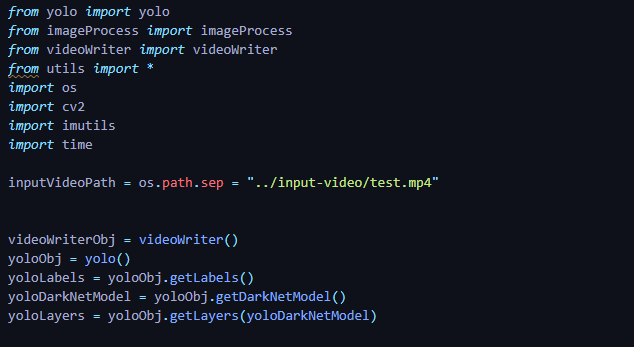 from yolo import yolo
from imageProcess import imageProcess
from videoWriter import videoWriter
from utils import *
import os
import cv2
import imutils
import time
inputVideoPath = os.path.sep = "../input-video/test.mp4"
videoWriterObj = videoWriter()
yoloObj = yolo()
yoloLabels = yoloObj.getLabels()
yoloDarkNetModel = yoloObj.getDarkNetModel()
yoloLayers = yoloObj.getLayers(yoloDarkNetModel)